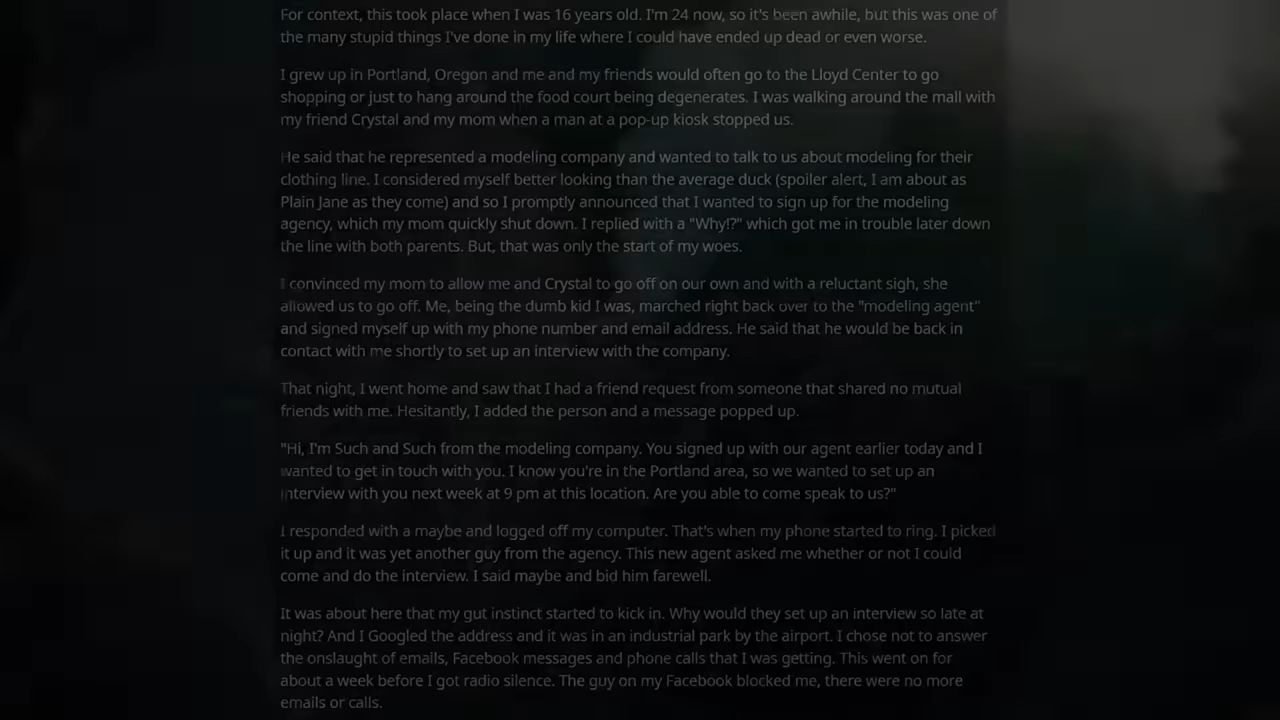 For context, this took place when I was 16 years old. I'm 24 now, so it's been awhile, but this was one of
the many stupid things I've done in my life where I could have ended up dead or even worse.
I grew up in Portland, Oregon and me and my friends would often go to the Lloyd Center to go
shopping or just to hang around the food court being degenerates. I was walking around the mall with
my friend Crystal and my mom when a man at a pop-up kiosk stopped us.
He said that he represented a modeling company and wanted to talk to us about modeling for their
clothing line. I considered myself better looking than the average duck (spoiler alert, I am about as
Plain Jane as they come) and so I promptly announced that I wanted to sign up for the modeling
agency, which my mom quickly shut down. I replied with a "Why!?" which got me in trouble later down
the line with both parents. But, that was only the start of my woes.
I convinced my mom to allow me and Crystal to go off on our own and with a reluctant sigh, she
allowed us to go off. Me, being the dumb kid I was, marched right back over to the "modeling agent"
and signed myself up with my phone number and email address. He said that he would be back in
contact with me shortly to set up an interview with the company.
That night, I went home and saw that I had a friend request from someone that shared no mutual
friends with me. Hesitantly, I added the person and a message popped up.
"Hi, I'm Such and Such from the modeling company. You signed up with our agent earlier today and I
wanted to get in touch with you. I know you're in the Portland area, so we wanted to set up an
interview with you next week at 9 pm at this location. Are you able to come speak to us?"
I responded with a maybe and logged off my computer. That's when my phone started to ring. I picked
it up and it was yet another guy from the agency. This new agent asked me whether or not I could
come and do the interview. I said maybe and bid him farewell.
It was about here that my gut instinct started to kick in. Why would they set up an interview so late at
night? And I Googled the address and it was in an industrial park by the airport. I chose not to answer
the onslaught of emails, Facebook messages and phone calls that I was getting. This went on for
about a week before I got radio silence. The guy on my Facebook blocked me, there were no more
emails or calls.